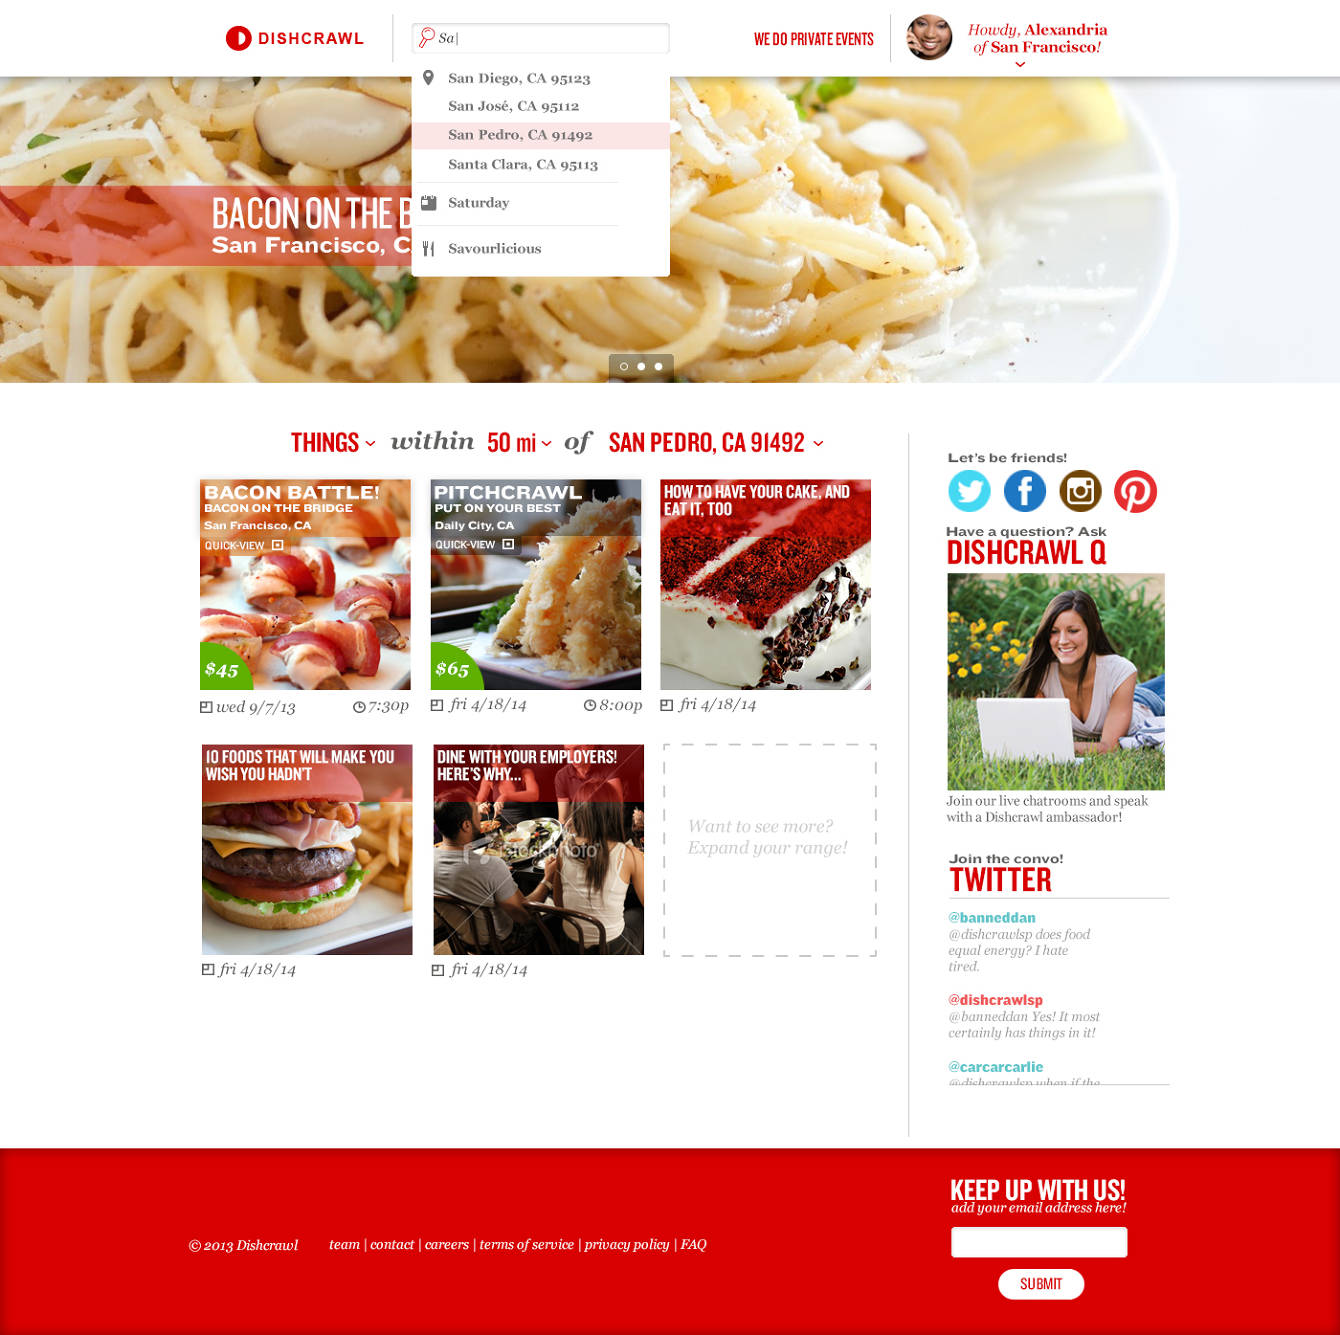 DISHCRAWL
Sa|
WE DO PRIVATE EVENTS
Howdy, Alexandria
of San Francisco!
San Diego, CA 95123
San José, CA 95112
San Pedro, CA 91492
Santa Clara, CA 95113
Saturday
Savourlicious
BACON ON THE B
San Francisco, C
THINGS within 50 mi of SAN PEDRO, CA 91492
BACON BATTLE!
BACON ON THE BRIDGE
San Francisco, CA
QUICK-VIEW
$45
wed 9/7/13 7:30p
PITCHCRAWL
PUT ON YOUR BEST
Daily City, CA
QUICK-VIEW
$65
fri 4/18/14 8:00p
HOW TO HAVE YOUR CAKE, AND
EAT IT, TOO
fri 4/18/14
10 FOODS THAT WILL MAKE YOU
WISH YOU HADN'T
fri 4/18/14
DINE WITH YOUR EMPLOYERS!
HERE'S WHY...
fri 4/18/14
Want to see more?
Expand your range!
Let's be friends!
Have a question? Ask
DISHCRAWL Q
Join our live chatrooms and speak
with a Dishcrawl ambassador!
Join the convo!
TWITTER
@banneddan
@dishcrawlsp does food
equal energy? I hate
tired.
@dishcrawlsp
@banneddan Yes! It most
certainly has things in it!
@carcarcarlie
@dishcrawlsp when if the
© 2013 Dishcrawl
team | contact | careers | terms of service | privacy policy | FAQ
KEEP UP WITH US!
add your email address here!
SUBMIT